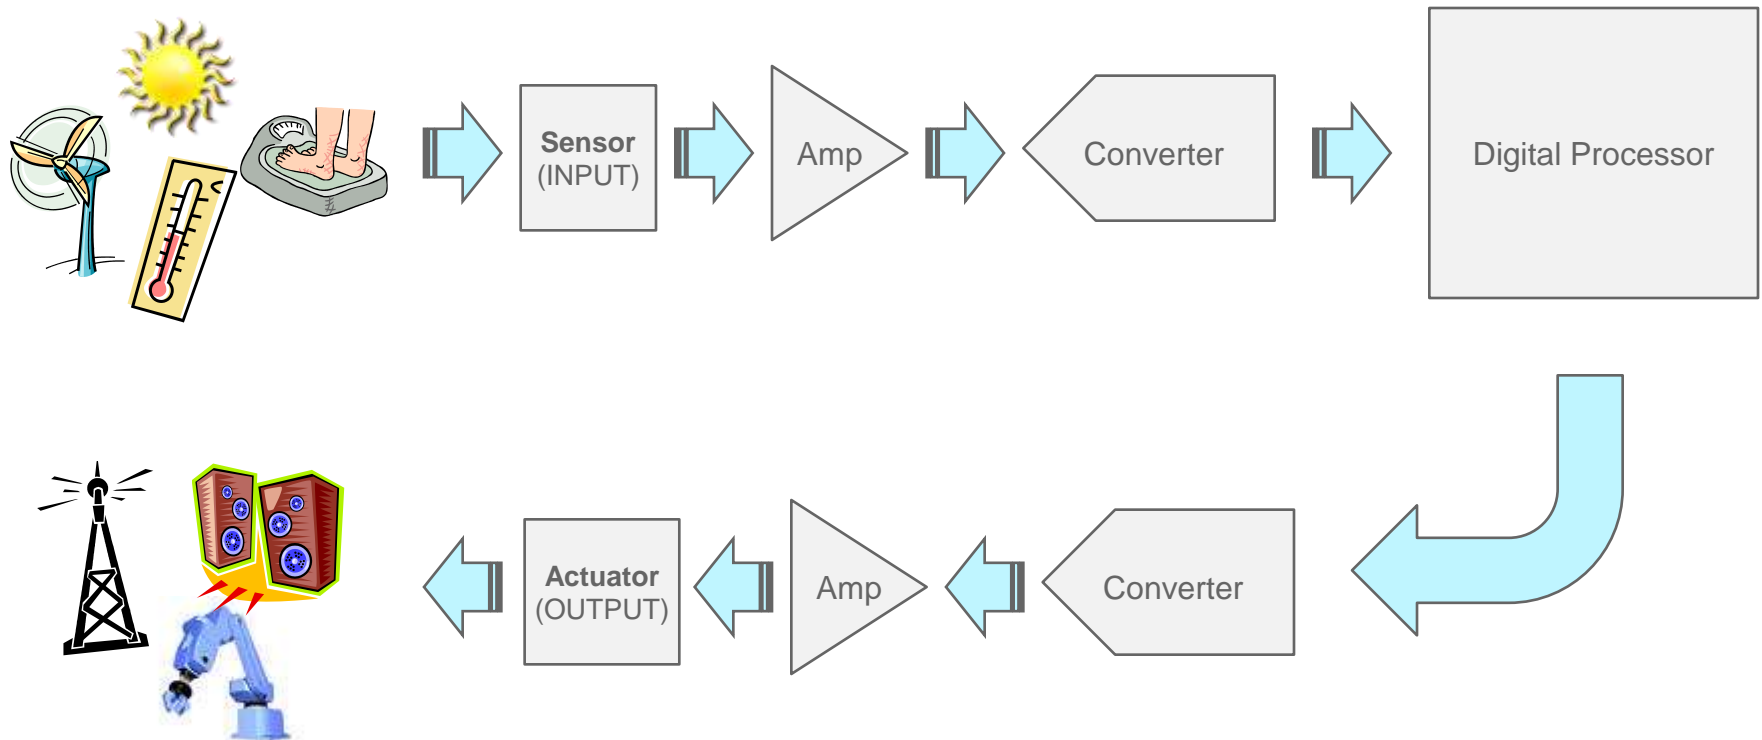 Sensor
(INPUT)
Amp
Converter
Digital Processor
Actuator
(OUTPUT)
Amp
Converter